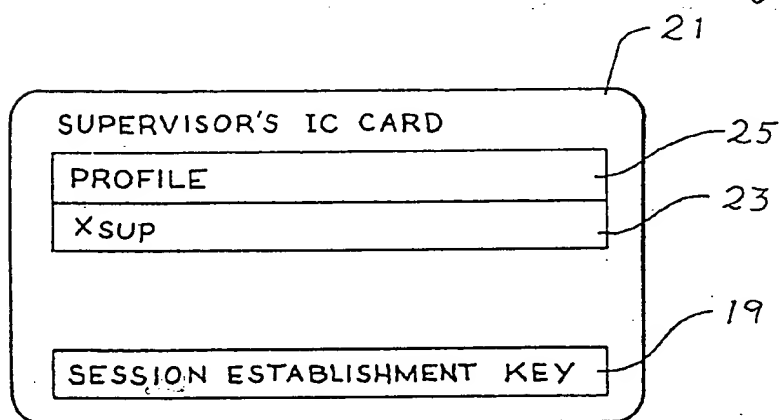 21
SUPERVISOR'S IC CARD
PROFILE
25
XSUP
23
SESSION ESTABLISHMENT KEY
19